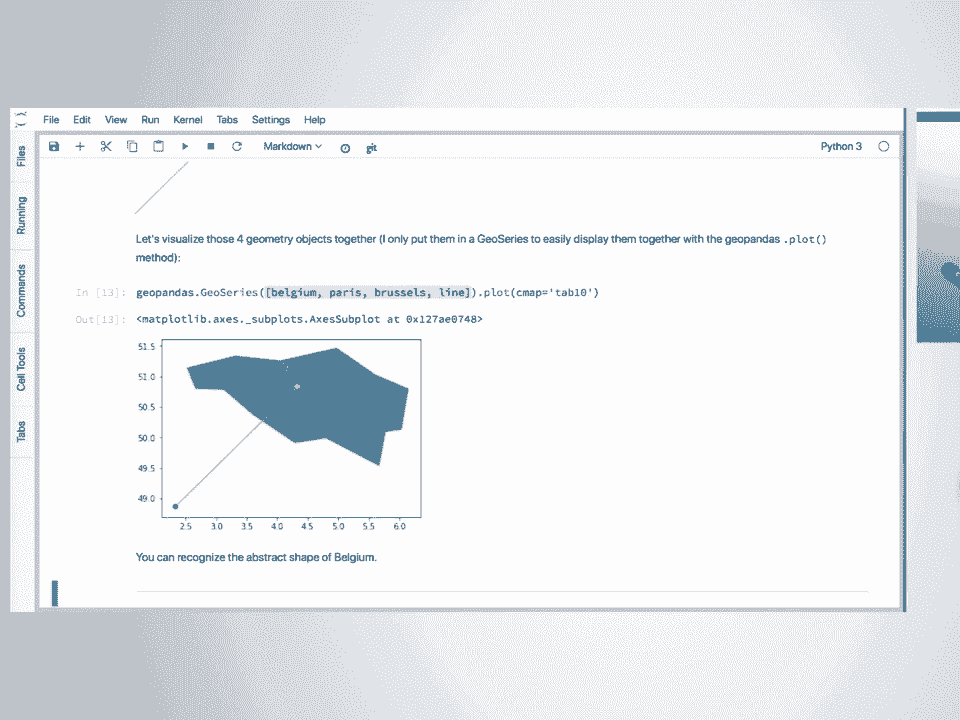 File Edit View Run Kernel Tabs Settings Help
Markdown git Python 3
Files
Running
Commands
Cell Tools
Tabs
Let's visualize those 4 geometry objects together (I only put them in a GeoSeries to easily display them together with the geopandas .plot()
method):
In [13]: geopandas.GeoSeries([belgium, paris, brussels, line]).plot(cmap='tab10')
Out[13]: <matplotlib.axes._subplots.AxesSubplot at 0x127ae0748>
51.5
51.0
50.5
50.0
49.5
49.0
2.5 3.0 3.5 4.0 4.5 5.0 5.5 6.0
You can recognize the abstract shape of Belgium.